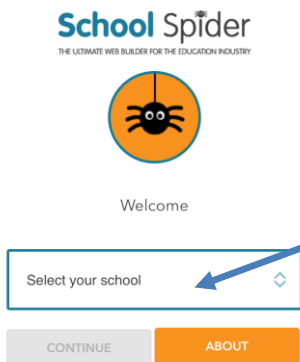 School Spider
THE ULTIMATE WEB BUILDER FOR THE EDUCATION INDUSTRY
Welcome
Select your school
CONTINUE ABOUT